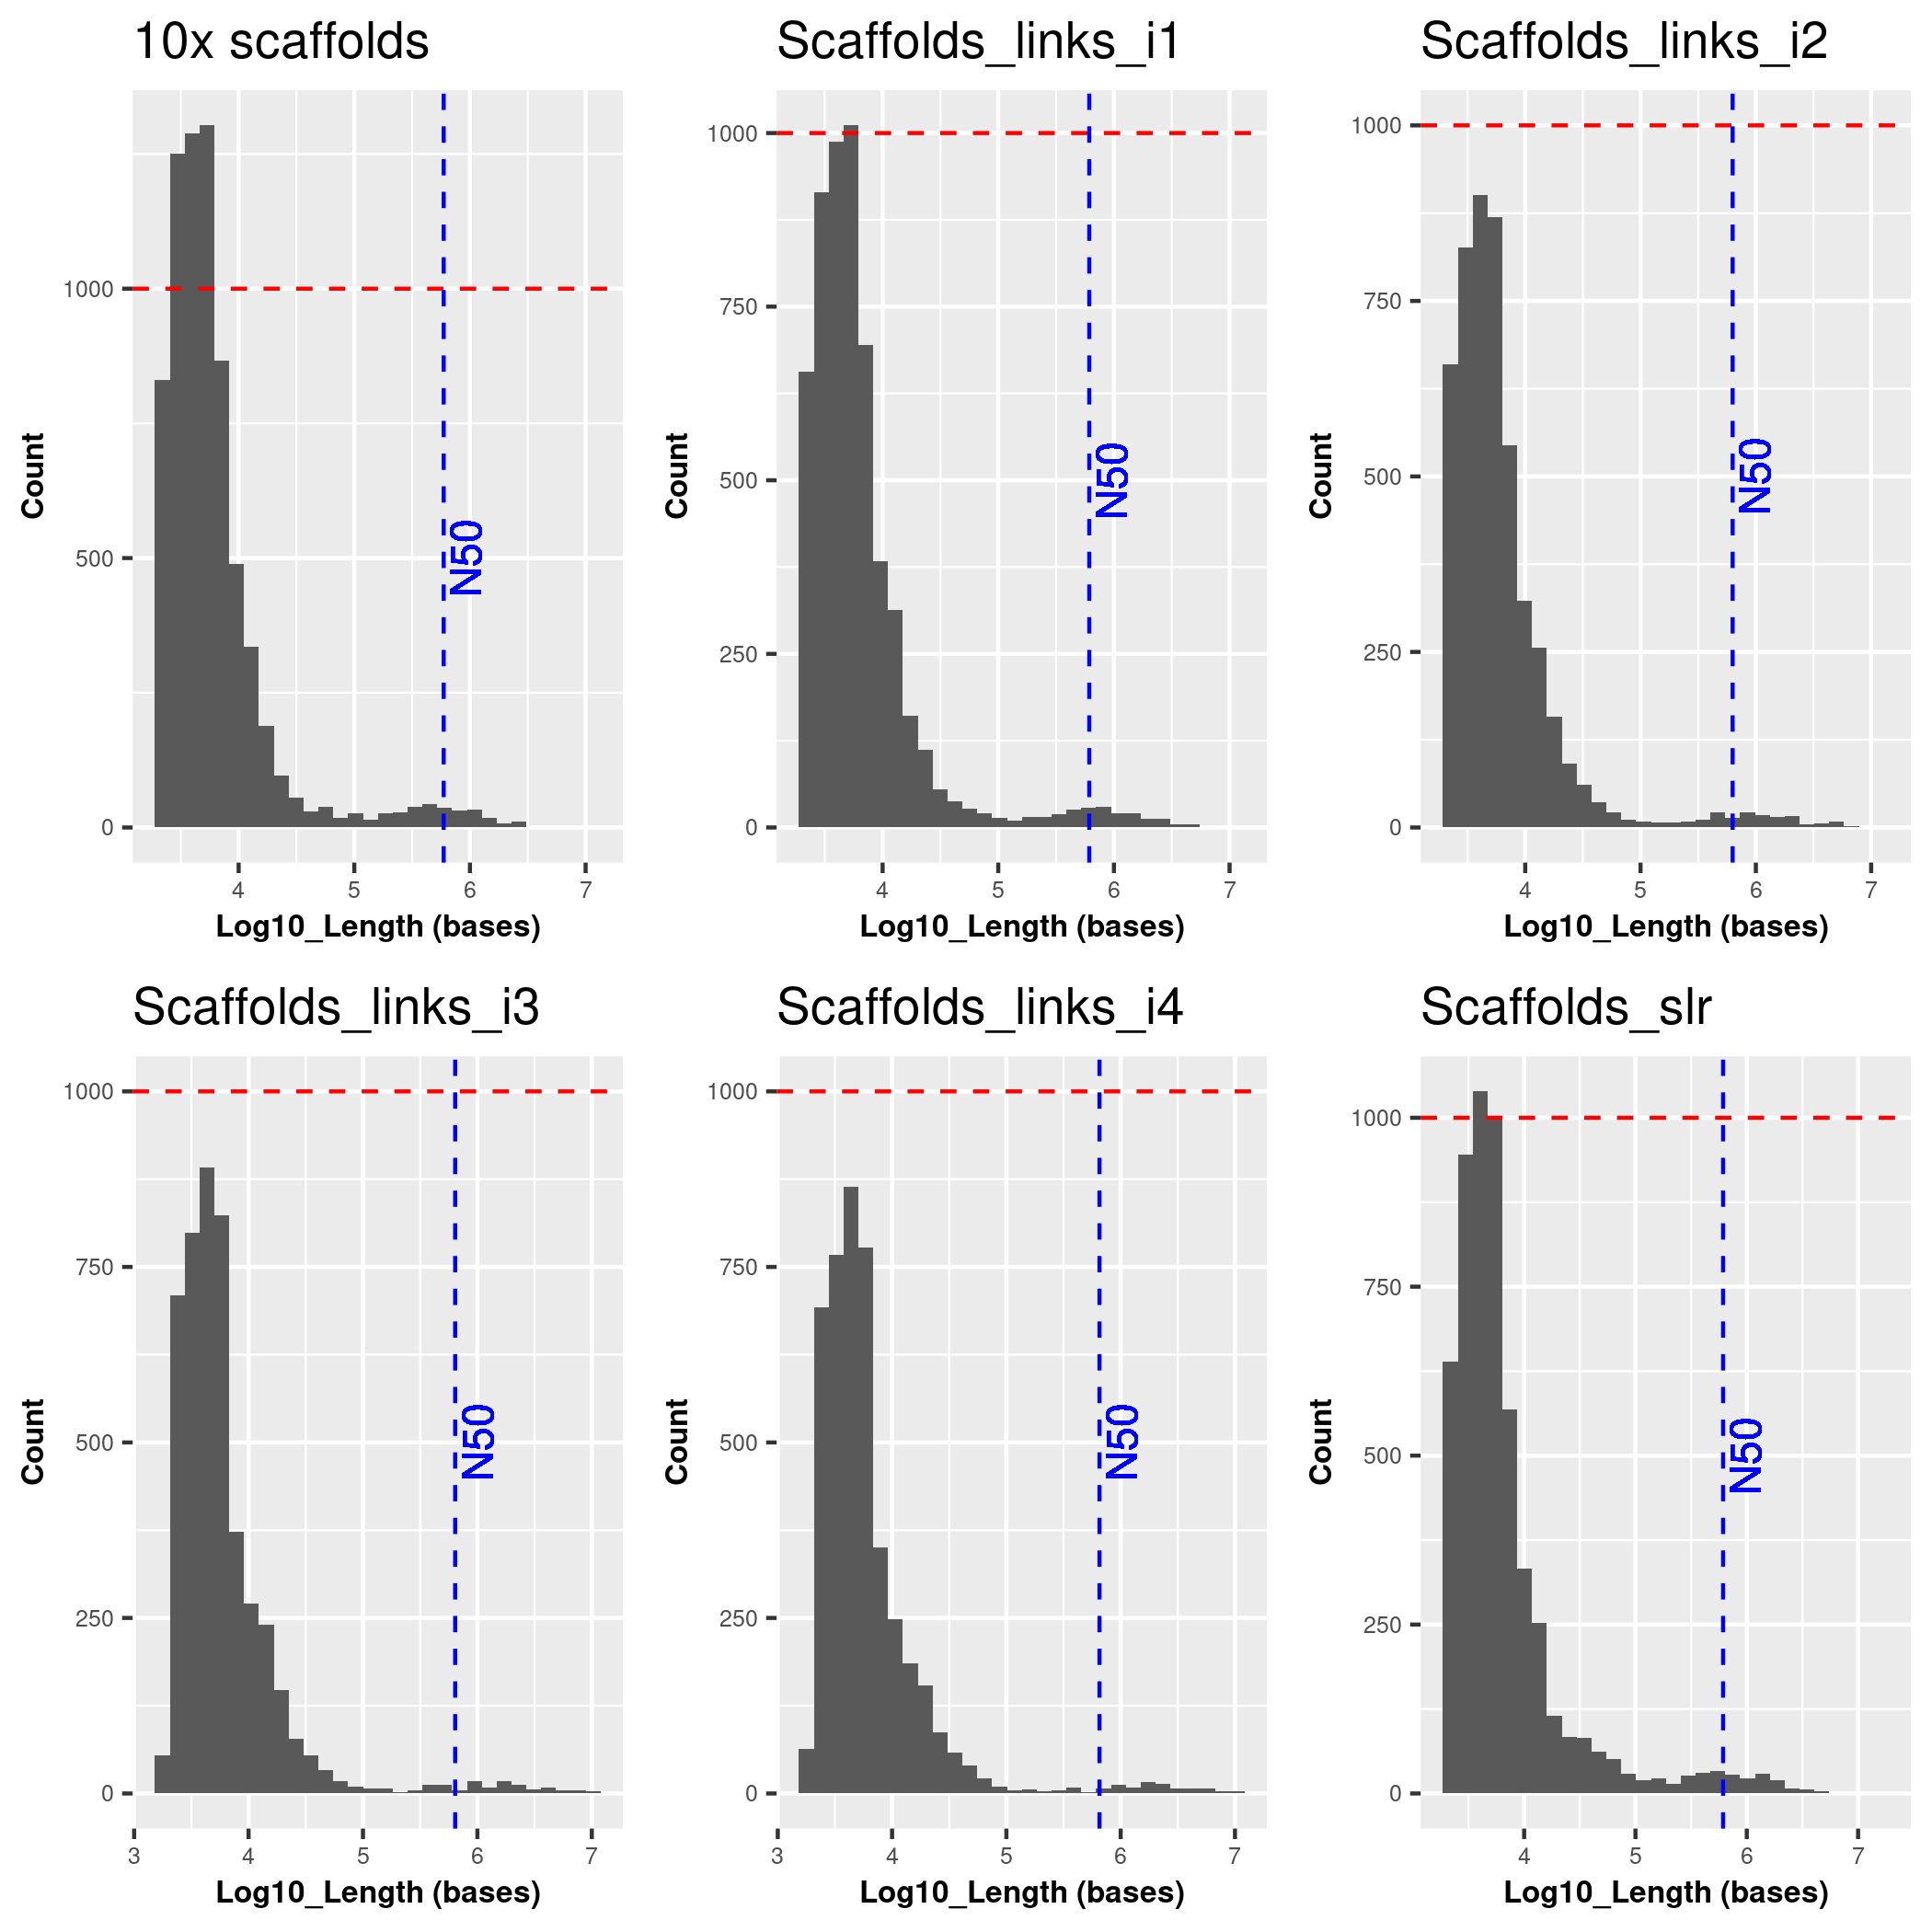 10x scaffolds
Count
1000
500
0
N50
4 5 6 7
Log10_Length (bases)
Scaffolds_links_i1
Count
1000
750
500
250
0
N50
4 5 6 7
Log10_Length (bases)
Scaffolds_links_i2
Count
1000
750
500
250
0
N50
4 5 6 7
Log10_Length (bases)
Scaffolds_links_i3
Count
1000
750
500
250
0
N50
3 4 5 6 7
Log10_Length (bases)
Scaffolds_links_i4
Count
1000
750
500
250
0
N50
3 4 5 6 7
Log10_Length (bases)
Scaffolds_slr
Count
1000
750
500
250
0
N50
4 5 6 7
Log10_Length (bases)